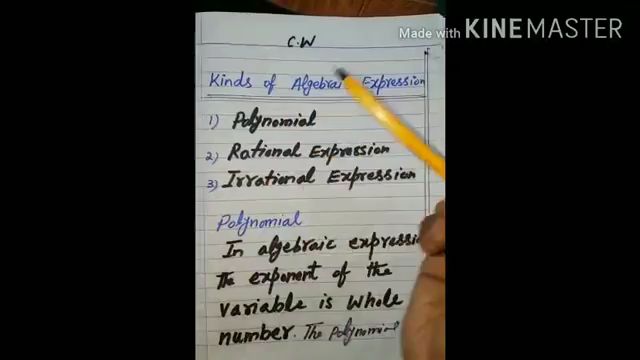 Made with KINEMASTER
C.W
Kinds of Algebraic Expression
1) Polynomial
2) Rational Expression
3) Irrational Expression
Polynomial
In algebraic expressi
the exponent of the
variable is whole
number. The Polynomial